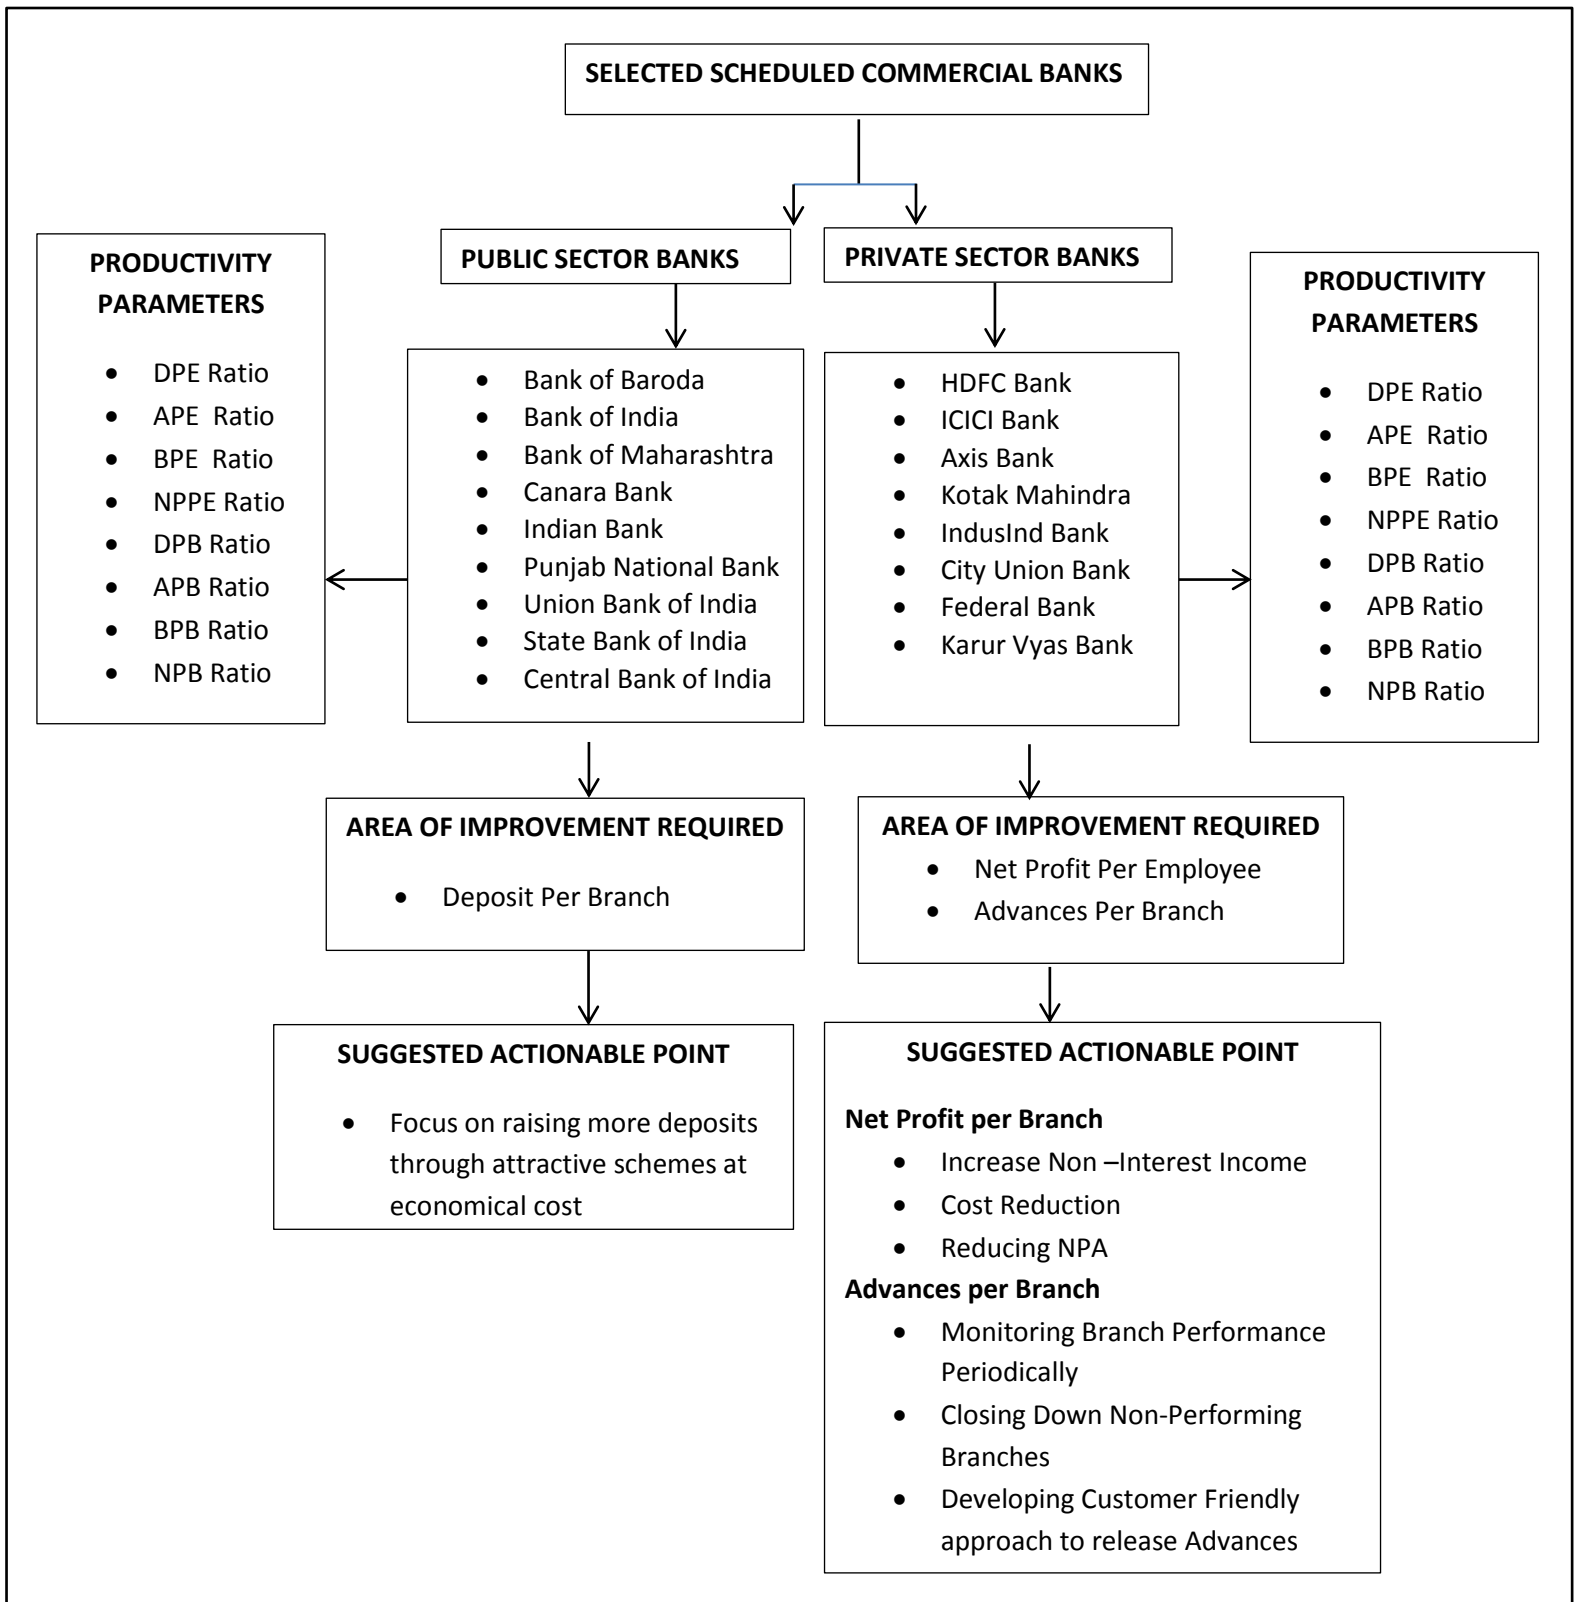 SELECTED SCHEDULED COMMERCIAL BANKS
PUBLIC SECTOR BANKS
PRIVATE SECTOR BANKS
PRODUCTIVITY
PARAMETERS
• DPE Ratio
• APE Ratio
• BPE Ratio
• NPPE Ratio
• DPB Ratio
• APB Ratio
• BPB Ratio
• NPB Ratio
• Bank of Baroda
• Bank of India
• Bank of Maharashtra
• Canara Bank
• Indian Bank
• Punjab National Bank
• Union Bank of India
• State Bank of India
• Central Bank of India
• HDFC Bank
• ICICI Bank
• Axis Bank
• Kotak Mahindra
• IndusInd Bank
• City Union Bank
• Federal Bank
• Karur Vyas Bank
PRODUCTIVITY
PARAMETERS
• DPE Ratio
• APE Ratio
• BPE Ratio
• NPPE Ratio
• DPB Ratio
• APB Ratio
• BPB Ratio
• NPB Ratio
AREA OF IMPROVEMENT REQUIRED
• Deposit Per Branch
AREA OF IMPROVEMENT REQUIRED
• Net Profit Per Employee
• Advances Per Branch
SUGGESTED ACTIONABLE POINT
• Focus on raising more deposits
through attractive schemes at
economical cost
SUGGESTED ACTIONABLE POINT
Net Profit per Branch
• Increase Non –Interest Income
• Cost Reduction
• Reducing NPA
Advances per Branch
• Monitoring Branch Performance
Periodically
• Closing Down Non-Performing
Branches
• Developing Customer Friendly
approach to release Advances